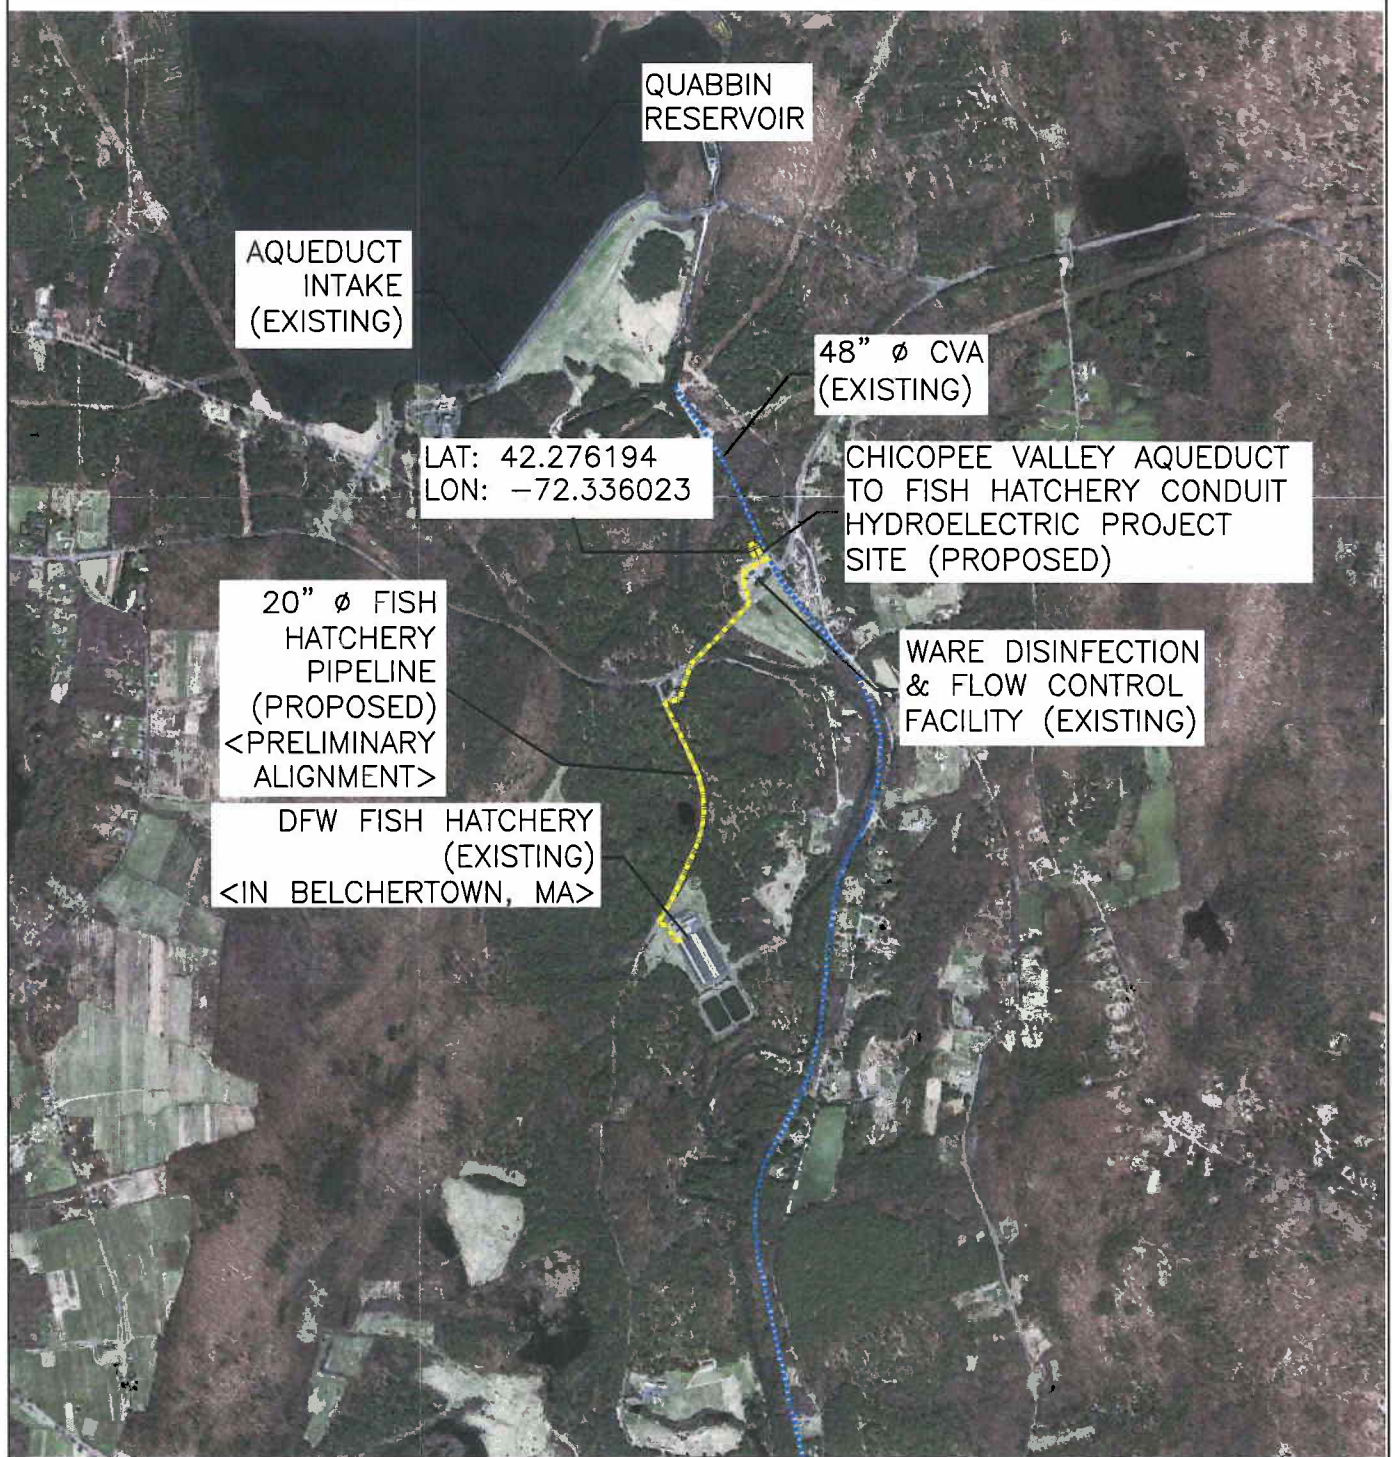 QUABBIN
RESERVOIR
AQUEDUCT
INTAKE
(EXISTING)
48" ø CVA
(EXISTING)
LAT: 42.276194
LON: -72.336023
CHICOPEE VALLEY AQUEDUCT
TO FISH HATCHERY CONDUIT
HYDROELECTRIC PROJECT
SITE (PROPOSED)
20" ø FISH
HATCHERY
PIPELINE
(PROPOSED)
<PRELIMINARY
ALIGNMENT>
WARE DISINFECTION
& FLOW CONTROL
FACILITY (EXISTING)
DFW FISH HATCHERY
(EXISTING)
<IN BELCHERTOWN, MA>